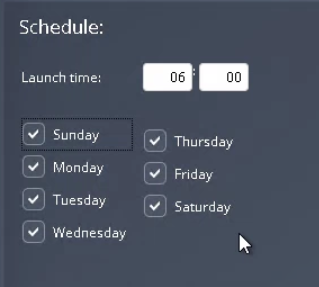 Schedule:
Launch time: 06 : 00
Sunday
Monday
Tuesday
Wednesday
Thursday
Friday
Saturday